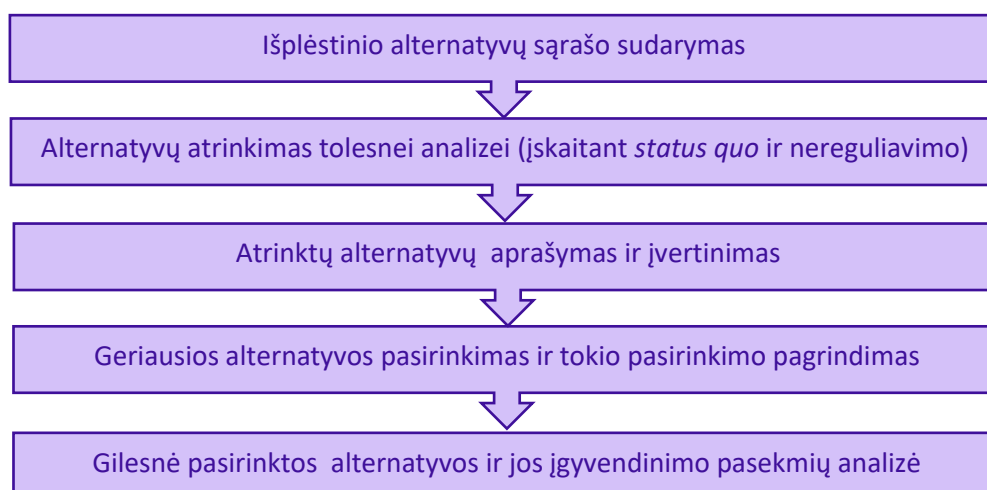 Išplėstinio alternatyvų sąrašo sudarymas
Alternatyvų atrinkimas tolesnei analizei (įskaitant status quo ir nereguliavimo)
Atrinktų alternatyvų aprašymas ir įvertinimas
Geriausios alternatyvos pasirinkimas ir tokio pasirinkimo pagrindimas
Gilesnė pasirinktos alternatyvos ir jos įgyvendinimo pasekmių analizė